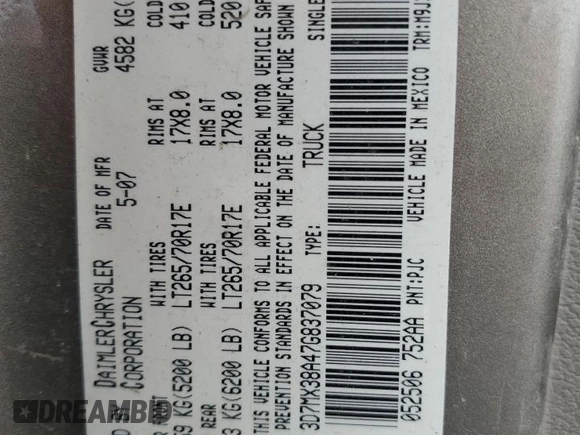 D BY DAIMLERCHRYSLER CORPORATION
DATE OF MFR
5-07
GVWR
4582 KG(
FRONT
WITH TIRES
RIMS AT
COLD
KG(5200 LB) LT265/70R17E
17X8.0
410
REAR
WITH TIRES
RIMS AT
COLD
KG(6200 LB) LT265/70R17E
17X8.0
520
THIS VEHICLE CONFORMS TO ALL APPLICABLE FEDERAL MOTOR VEHICLE SAF
PREVENTION STANDARDS IN EFFECT ON THE DATE OF MANUFACTURE SHOWN
3D7MX38A47G837079
TYPE:
TRUCK
SINGLE
052506 752AA
PNT:PJC
VEHICLE MADE IN MEXICO
TRM:M9J
DREAMBID